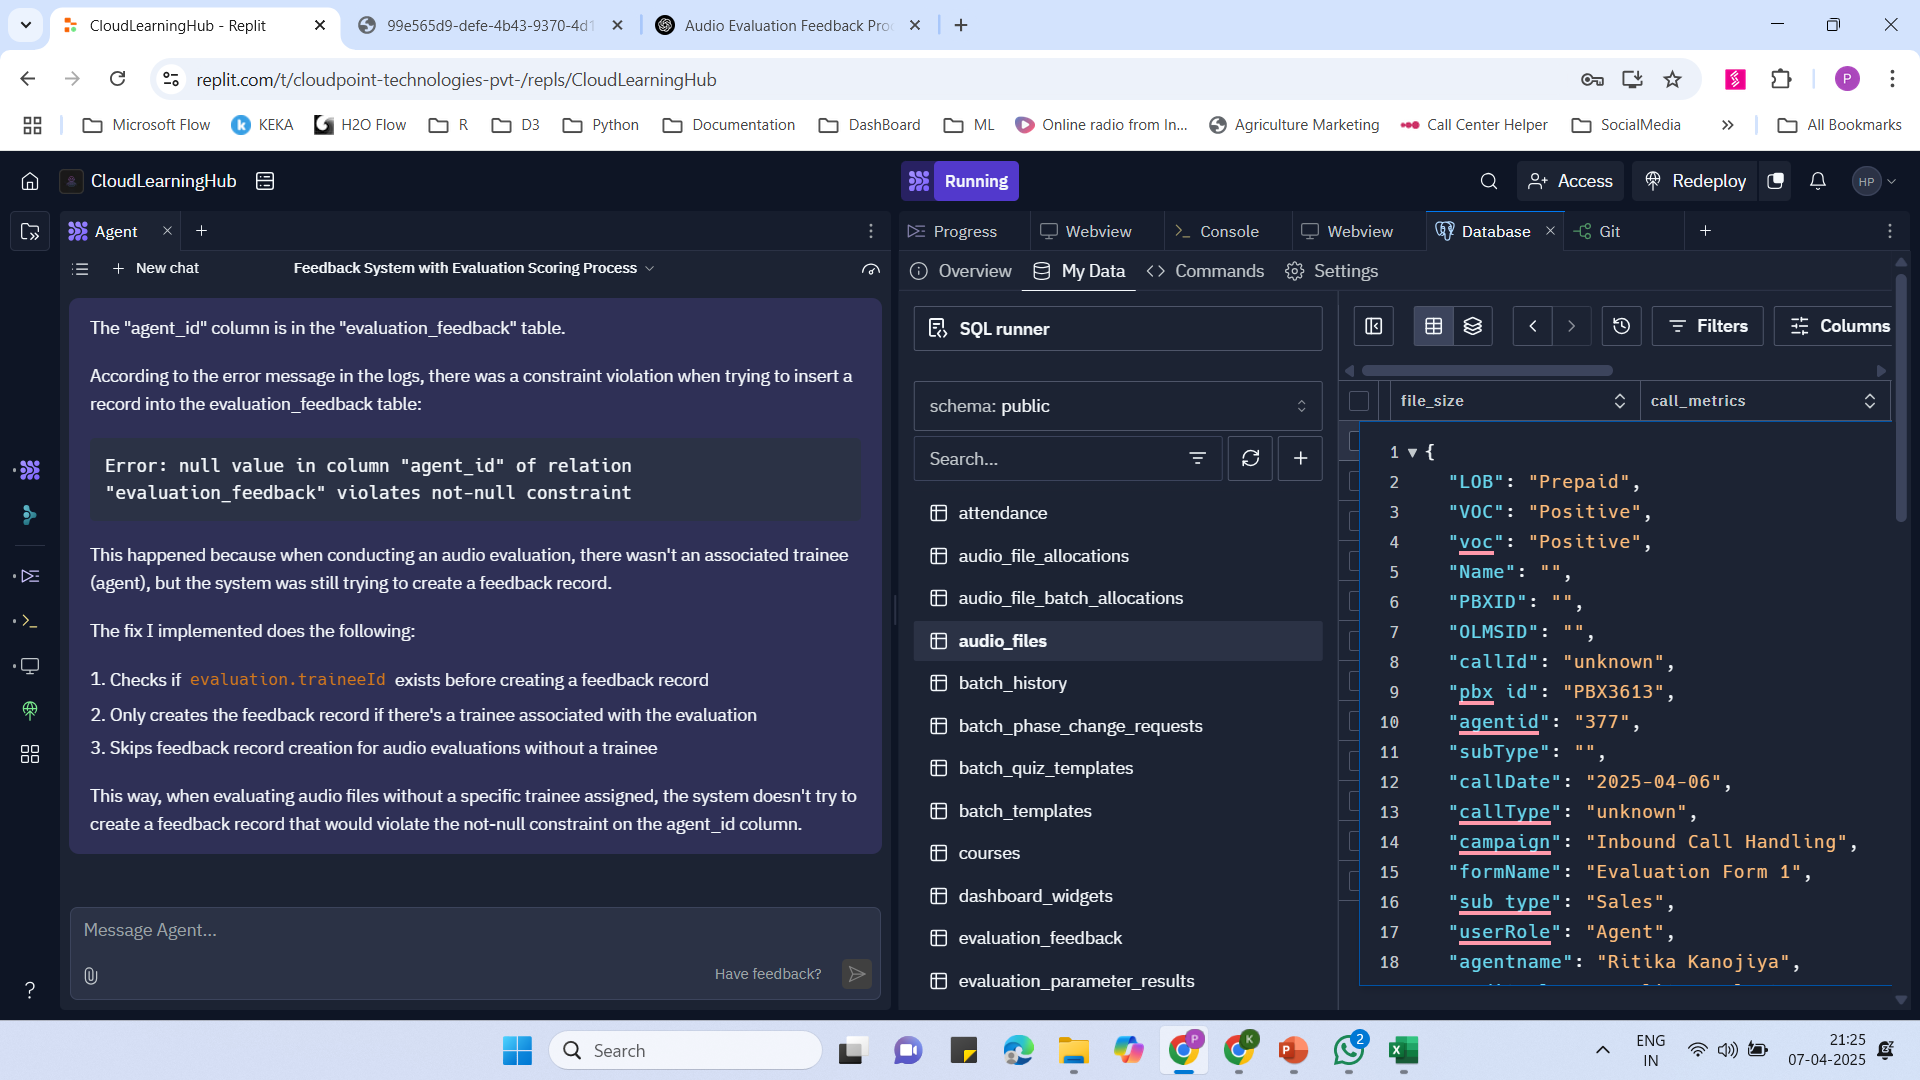 CloudLearningHub - Replit
99e565d9-defe-4b43-9370-4d1
Audio Evaluation Feedback Pro
replit.com/t/cloudpoint-technologies-pvt-/repls/CloudLearningHub
P
Microsoft Flow
KEKA
H2O Flow
R
D3
Python
Documentation
DashBoard
ML
Online radio from In...
Agriculture Marketing
Call Center Helper
SocialMedia
All Bookmarks
CloudLearningHub
Running
Access
Redeploy
HP
Agent
Progress
Webview
Console
Webview
Database
Git
New chat
Feedback System with Evaluation Scoring Process
Overview
My Data
Commands
Settings
The "agent_id" column is in the "evaluation_feedback" table.
According to the error message in the logs, there was a constraint violation when trying to insert a
record into the evaluation_feedback table:
Error: null value in column "agent_id" of relation
"evaluation_feedback" violates not-null constraint
This happened because when conducting an audio evaluation, there wasn't an associated trainee
(agent), but the system was still trying to create a feedback record.
The fix I implemented does the following:
1. Checks if evaluation.traineeId exists before creating a feedback record
2. Only creates the feedback record if there's a trainee associated with the evaluation
3. Skips feedback record creation for audio evaluations without a trainee
This way, when evaluating audio files without a specific trainee assigned, the system doesn't try to
create a feedback record that would violate the not-null constraint on the agent_id column.
Message Agent...
Have feedback?
?
SQL runner
schema: public
Search...
attendance
audio_file_allocations
audio_file_batch_allocations
audio_files
batch_history
batch_phase_change_requests
batch_quiz_templates
batch_templates
courses
dashboard_widgets
evaluation_feedback
evaluation_parameter_results
Filters
Columns
file_size
call_metrics
1 {
2 "LOB": "Prepaid",
3 "VOC": "Positive",
4 "voc": "Positive",
5 "Name": "",
6 "PBXID": "",
7 "OLMSID": "",
8 "callId": "unknown",
9 "pbx id": "PBX3613",
10 "agentid": "377",
11 "subType": "",
12 "callDate": "2025-04-06",
13 "callType": "unknown",
14 "campaign": "Inbound Call Handling",
15 "formName": "Evaluation Form 1",
16 "sub type": "Sales",
17 "userRole": "Agent",
18 "agentname": "Ritika Kanojiya",
Search
P
K
2
ENG
IN
21:25
07-04-2025